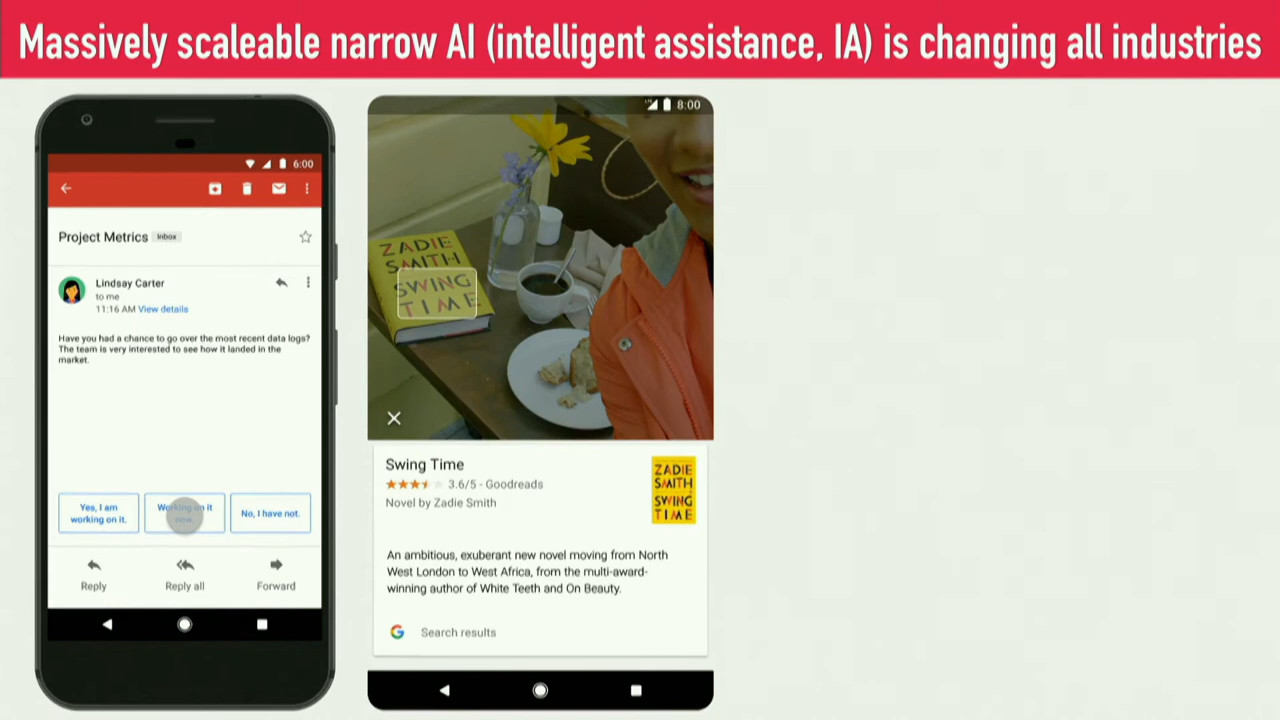 Massively scaleable narrow AI (intelligent assistance, IA) is changing all industries
6:00
Project Metrics Inbox
Lindsay Carter
to me
11:16 AM View details
Have you had a chance to go over the most recent data logs?
The team is very interested to see how it landed in the
market.
Yes, I am
working on it.
Working on it
now.
No, I have not.
Reply
Reply all
Forward
8:00
ZADIE
SMITH
SWING
TIME
Swing Time
3.6/5 - Goodreads
Novel by Zadie Smith
ZADIE
SMITH
SWING
TIME
An ambitious, exuberant new novel moving from North
West London to West Africa, from the multi-award-
winning author of White Teeth and On Beauty.
G Search results